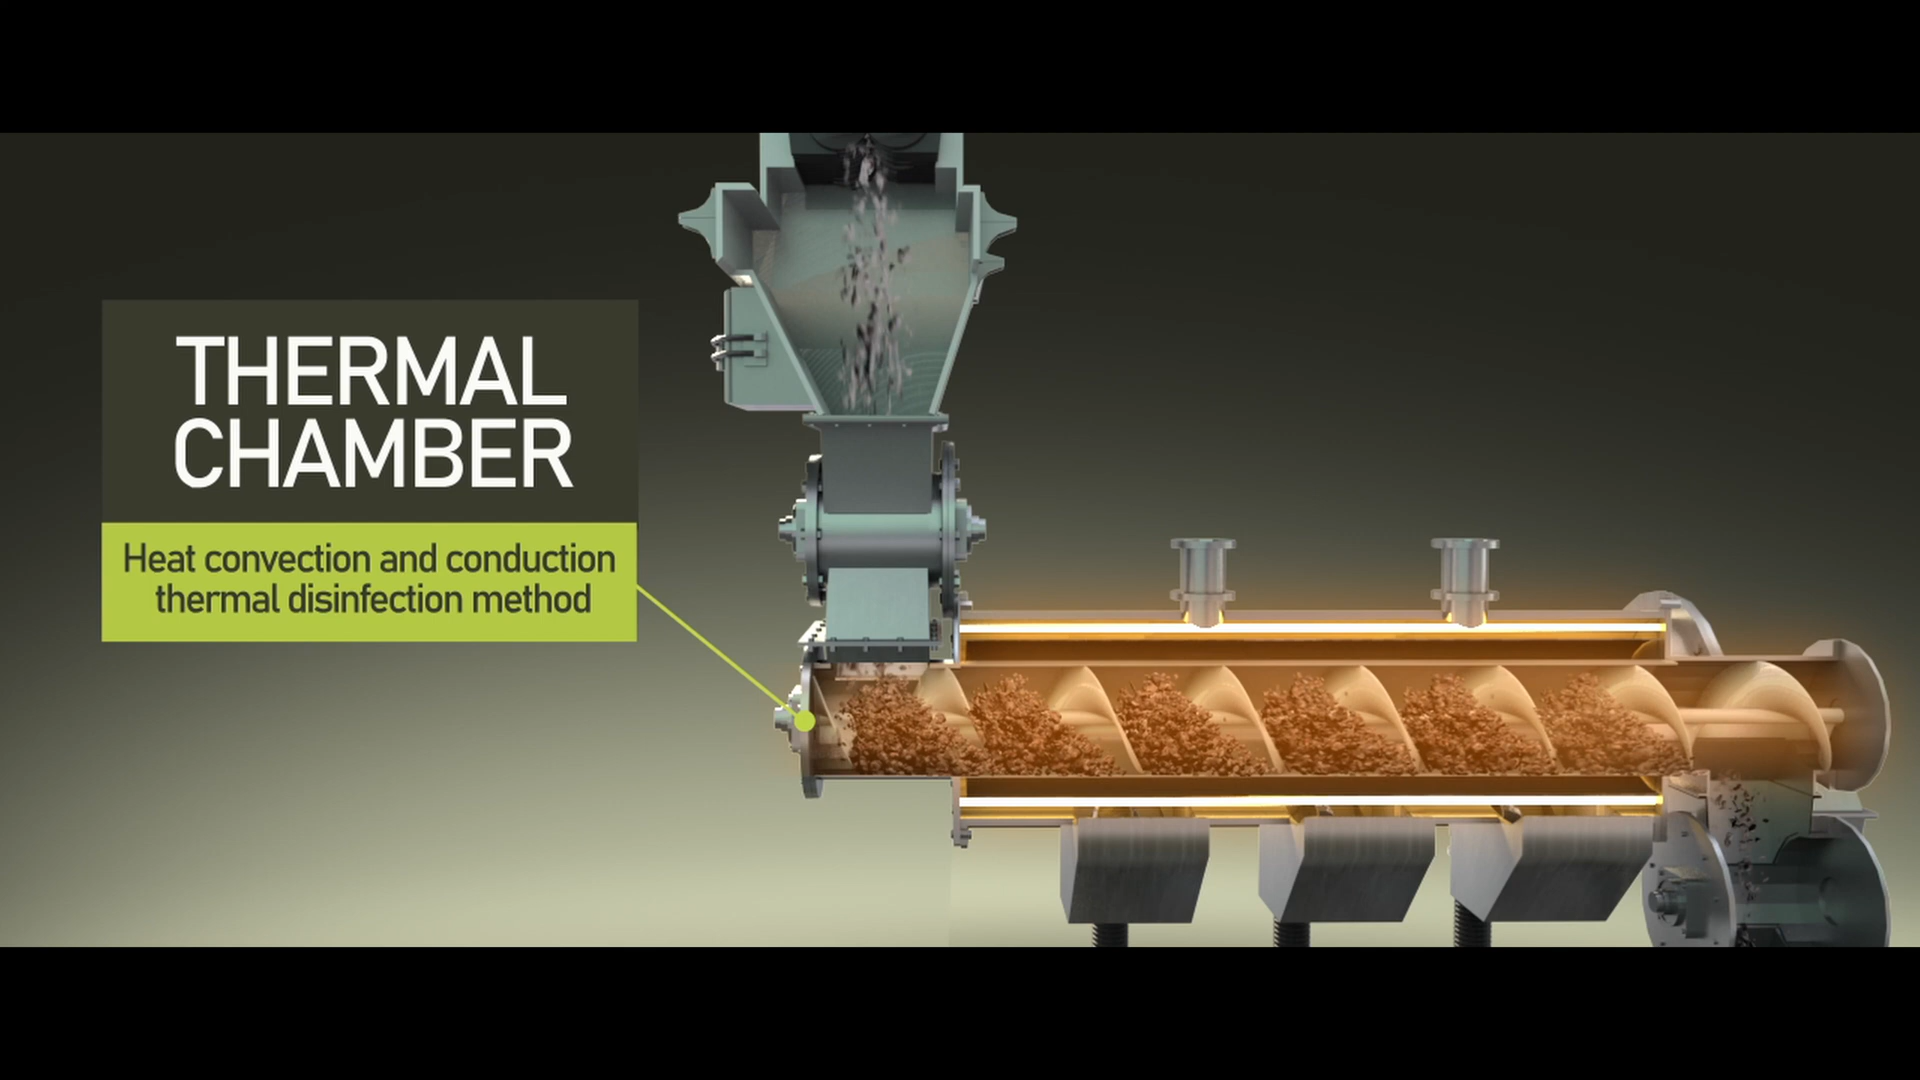 THERMAL
CHAMBER
Heat convection and conduction
thermal disinfection method